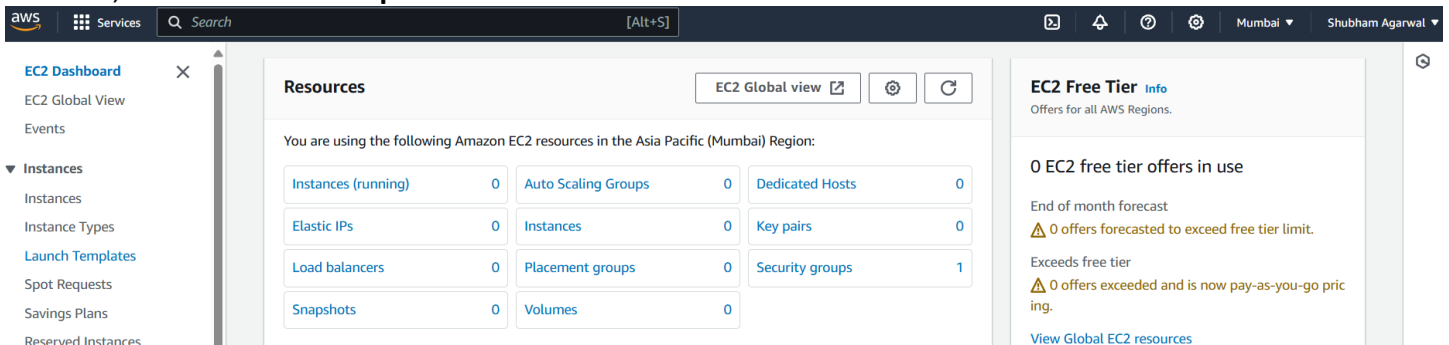 aws Services Search [Alt+S] Mumbai ▼ Shubham Agarwal ▼
EC2 Dashboard
EC2 Global View
Events
Instances
Instances
Instance Types
Launch Templates
Spot Requests
Savings Plans
Reserved Instances
Resources
EC2 Global view
You are using the following Amazon EC2 resources in the Asia Pacific (Mumbai) Region:
Instances (running) 0 Auto Scaling Groups 0 Dedicated Hosts 0
Elastic IPs 0 Instances 0 Key pairs 0
Load balancers 0 Placement groups 0 Security groups 1
Snapshots 0 Volumes 0
EC2 Free Tier Info
Offers for all AWS Regions.
0 EC2 free tier offers in use
End of month forecast
0 offers forecasted to exceed free tier limit.
Exceeds free tier
0 offers exceeded and is now pay-as-you-go pric
ing.
View Global EC2 resources